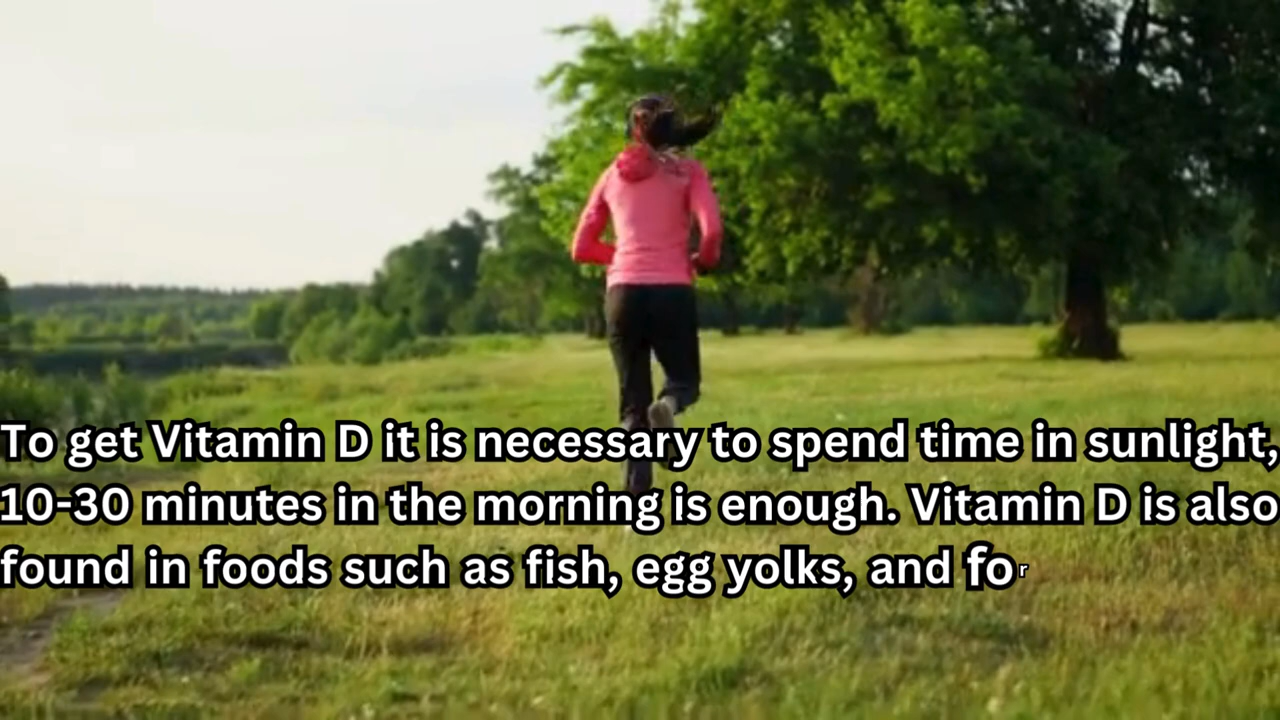 To get Vitamin D it is necessary to spend time in sunlight,
10-30 minutes in the morning is enough. Vitamin D is also
found in foods such as fish, egg yolks, and for